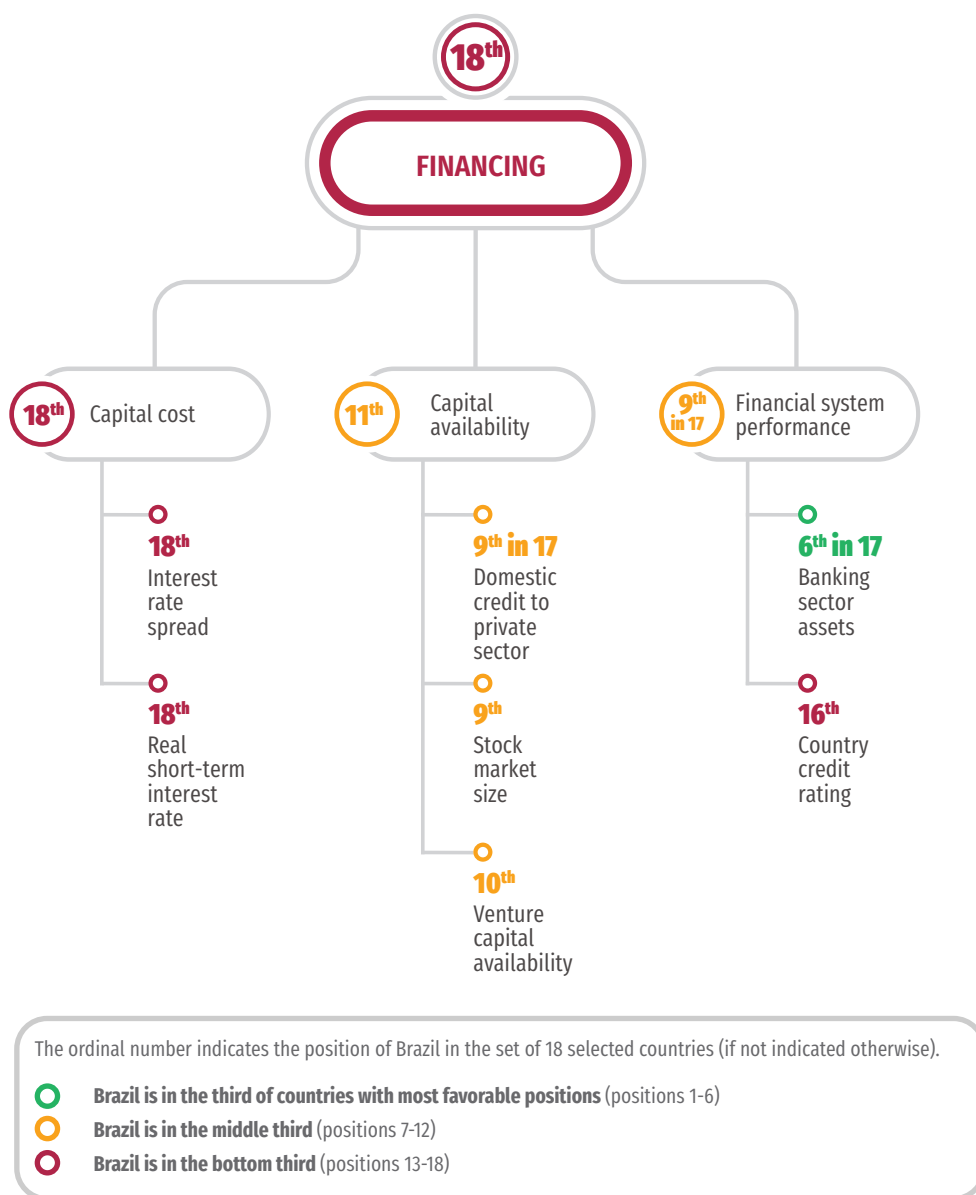 18th
FINANCING
18th
Capital cost
18th
Interest
rate
spread
18th
Real
short-term
interest
rate
11th
Capital
availability
9th in 17
Domestic
credit to
private
sector
9th
Stock
market
size
10th
Venture
capital
availability
9th
in 17
Financial system
performance
6th in 17
Banking
sector
assets
16th
Country
credit
rating
The ordinal number indicates the position of Brazil in the set of 18 selected countries (if not indicated otherwise).
Brazil is in the third of countries with most favorable positions (positions 1-6)
Brazil is in the middle third (positions 7-12)
Brazil is in the bottom third (positions 13-18)